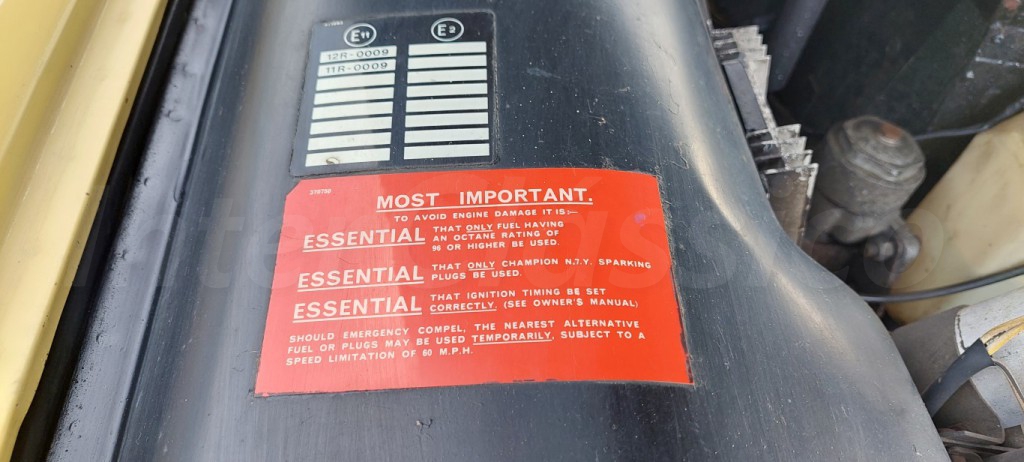 E11 E2
12R-0009
11R-0009
MOST IMPORTANT.
TO AVOID ENGINE DAMAGE IT IS:-
ESSENTIAL THAT ONLY FUEL HAVING
AN OCTANE RATING OF
96 OR HIGHER BE USED.
ESSENTIAL THAT ONLY CHAMPION N.7.Y. SPARKING
PLUGS BE USED.
ESSENTIAL THAT IGNITION TIMING BE SET
CORRECTLY. (SEE OWNER'S MANUAL)
SHOULD EMERGENCY COMPEL, THE NEAREST ALTERNATIVE
FUEL OR PLUGS MAY BE USED TEMPORARILY, SUBJECT TO A
SPEED LIMITATION OF 60 M.P.H.